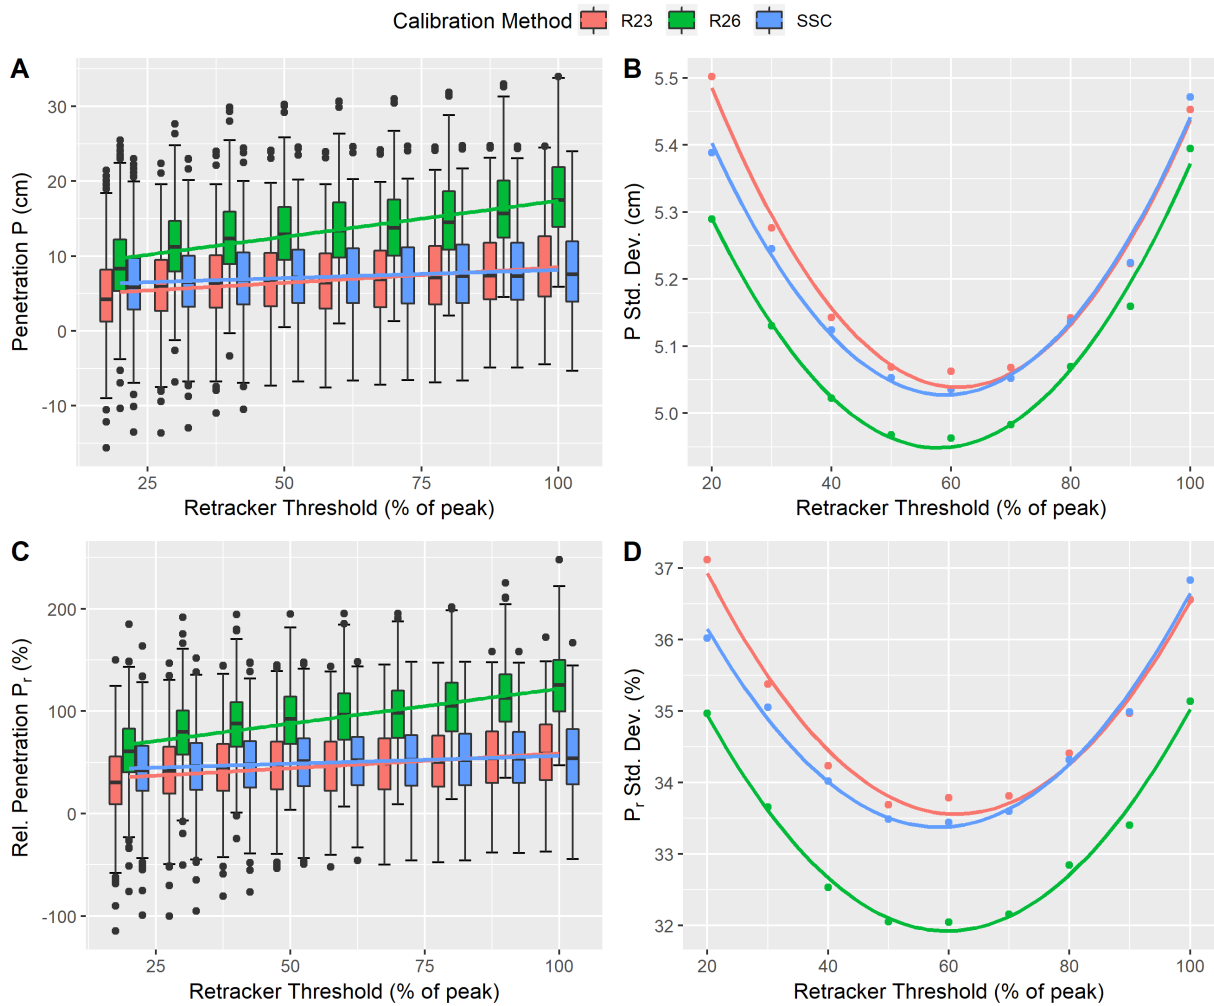 Calibration Method R23 R26 SSC
A
Penetration P (cm)
30
20
10
0
-10
25 50 75 100
Retracker Threshold (% of peak)
B
P Std. Dev. (cm)
5.5
5.4
5.3
5.2
5.1
5.0
20 40 60 80 100
Retracker Threshold (% of peak)
C
Rel. Penetration Pr (%)
200
100
0
-100
25 50 75 100
Retracker Threshold (% of peak)
D
Pr Std. Dev. (%)
37
36
35
34
33
32
20 40 60 80 100
Retracker Threshold (% of peak)